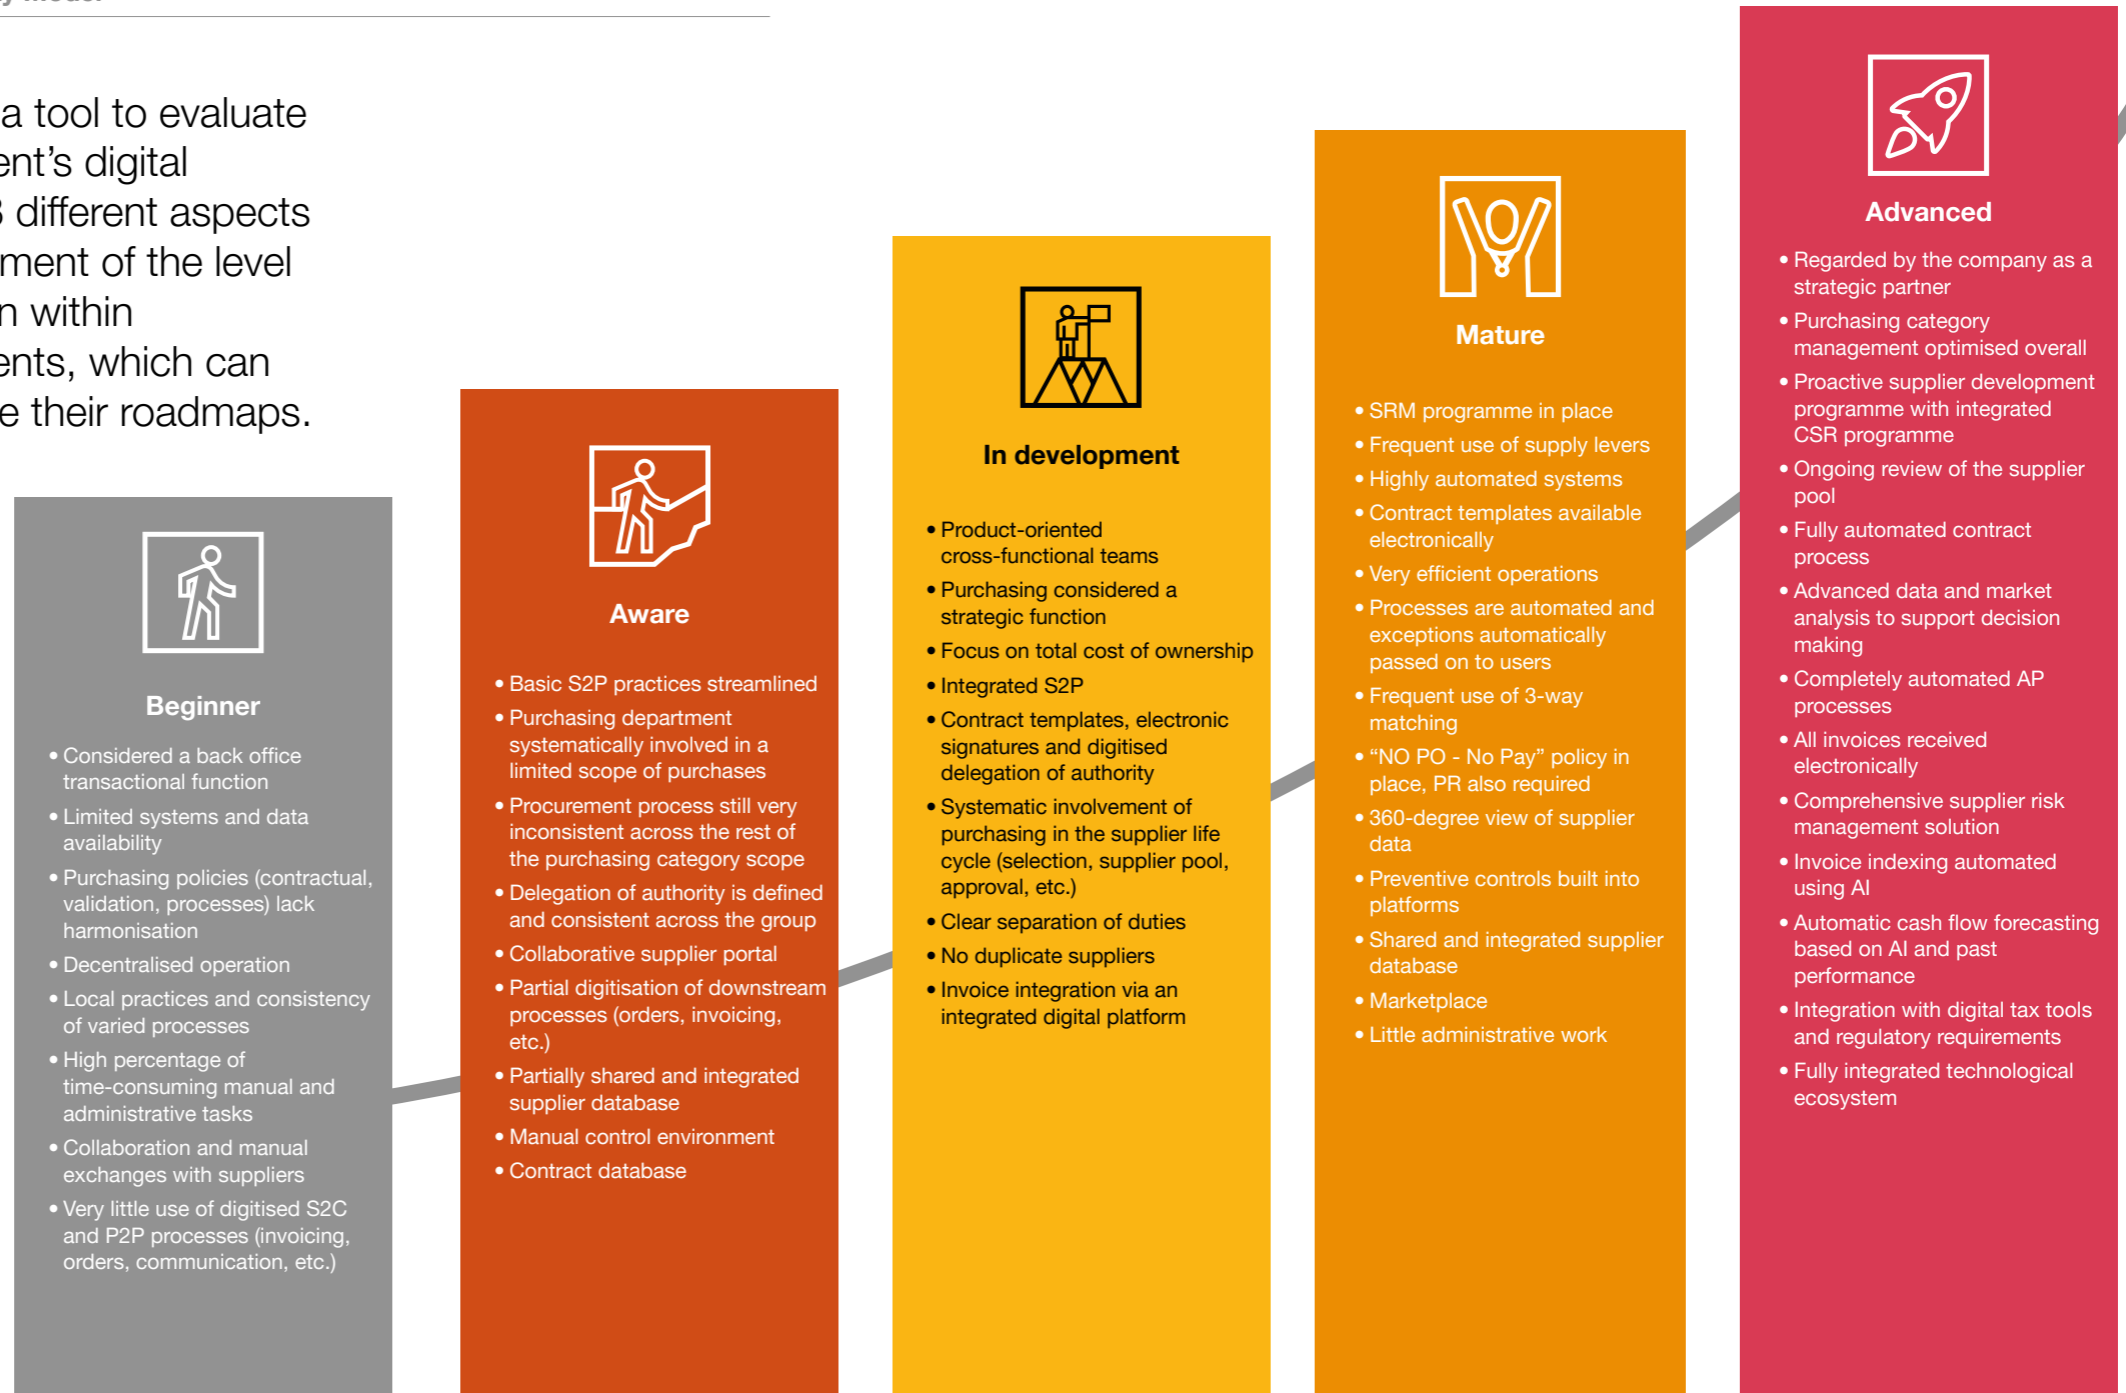 a tool to evaluate
digital
different aspects
of the level
within
which can
their roadmaps.
Beginner
• Considered a back office
transactional function
• Limited systems and data
availability
• Purchasing policies (contractual,
validation, processes) lack
harmonisation
• Decentralised operation
• Local practices and consistency
of varied processes
• High percentage of
time-consuming manual and
administrative tasks
• Collaboration and manual
exchanges with suppliers
• Very little use of digitised S2C
and P2P processes (invoicing,
orders, communication, etc.)
Aware
• Basic S2P practices streamlined
• Purchasing department
systematically involved in a
limited scope of purchases
• Procurement process still very
inconsistent across the rest of
the purchasing category scope
• Delegation of authority is defined
and consistent across the group
• Collaborative supplier portal
• Partial digitisation of downstream
processes (orders, invoicing,
etc.)
• Partially shared and integrated
supplier database
• Manual control environment
• Contract database
In development
• Product-oriented
cross-functional teams
• Purchasing considered a
strategic function
• Focus on total cost of ownership
• Integrated S2P
• Contract templates, electronic
signatures and digitised
delegation of authority
• Systematic involvement of
purchasing in the supplier life
cycle (selection, supplier pool,
approval, etc.)
• Clear separation of duties
• No duplicate suppliers
• Invoice integration via an
integrated digital platform
Mature
• SRM programme in place
• Frequent use of supply levers
• Highly automated systems
• Contract templates available
electronically
• Very efficient operations
• Processes are automated and
exceptions automatically
passed on to users
• Frequent use of 3-way
matching
• “NO PO - No Pay” policy in
place, PR also required
• 360-degree view of supplier
data
• Preventive controls built into
platforms
• Shared and integrated supplier
database
• Marketplace
• Little administrative work
Advanced
• Regarded by the company as a
strategic partner
• Purchasing category
management optimised overall
• Proactive supplier development
programme with integrated
CSR programme
• Ongoing review of the supplier
pool
• Fully automated contract
process
• Advanced data and market
analysis to support decision
making
• Completely automated AP
processes
• All invoices received
electronically
• Comprehensive supplier risk
management solution
• Invoice indexing automated
using AI
• Automatic cash flow forecasting
based on AI and past
performance
• Integration with digital tax tools
and regulatory requirements
• Fully integrated technological
ecosystem